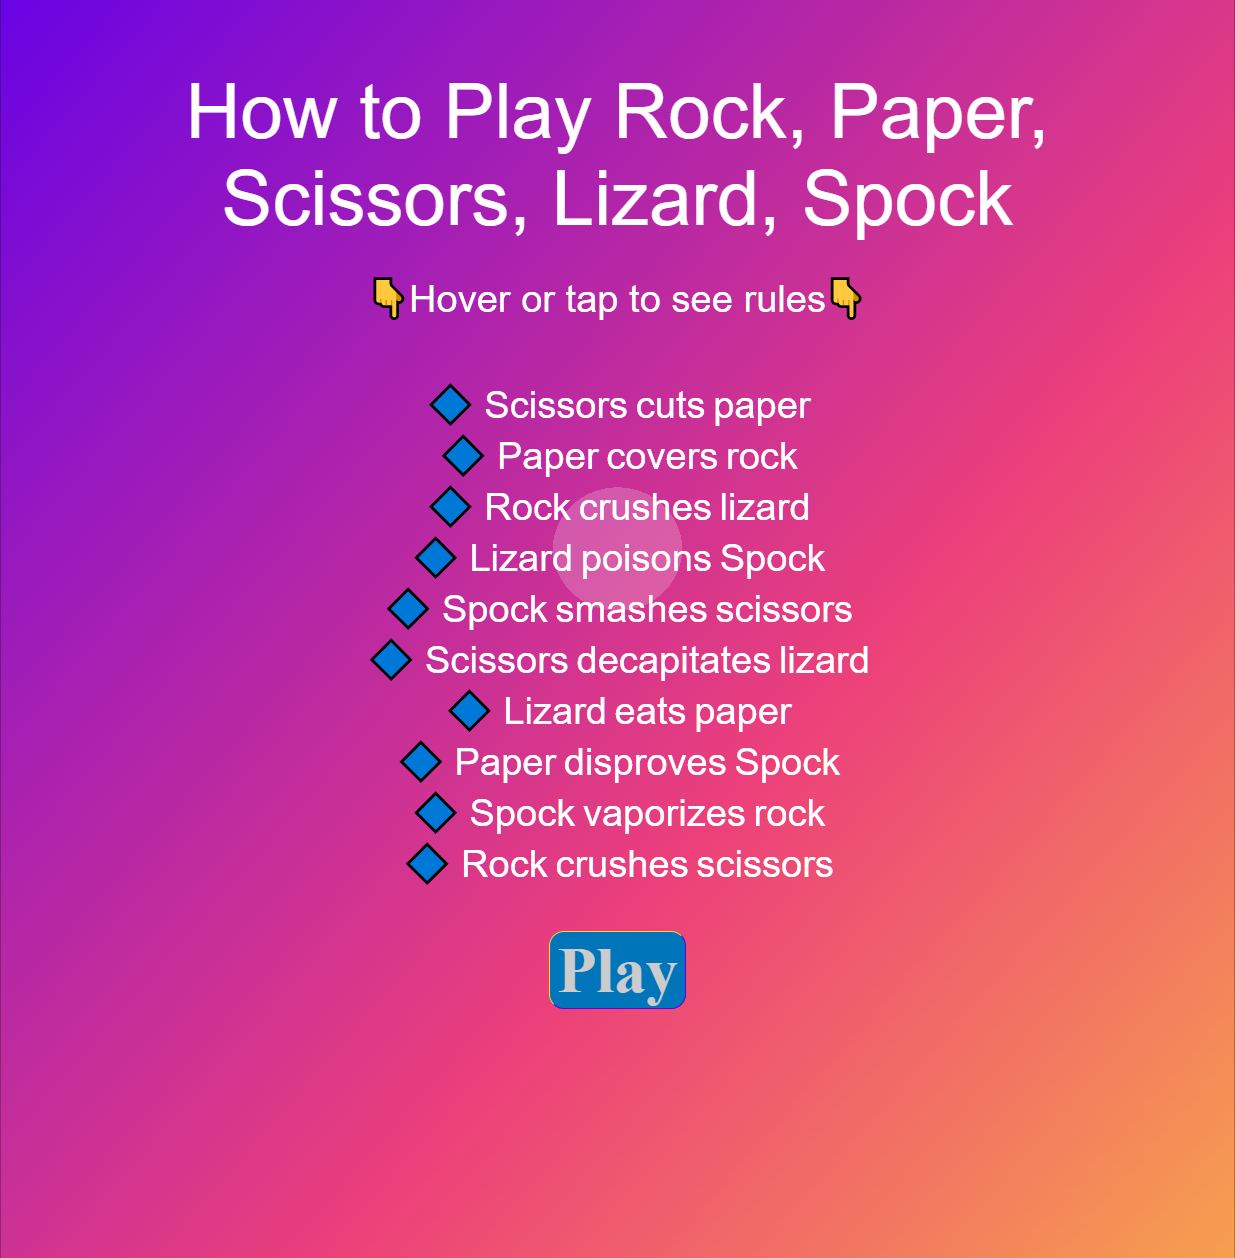 How to Play Rock, Paper,
Scissors, Lizard, Spock
👇Hover or tap to see rules👇
🔷 Scissors cuts paper
🔷 Paper covers rock
🔷 Rock crushes lizard
🔷 Lizard poisons Spock
🔷 Spock smashes scissors
🔷 Scissors decapitates lizard
🔷 Lizard eats paper
🔷 Paper disproves Spock
🔷 Spock vaporizes rock
🔷 Rock crushes scissors
Play